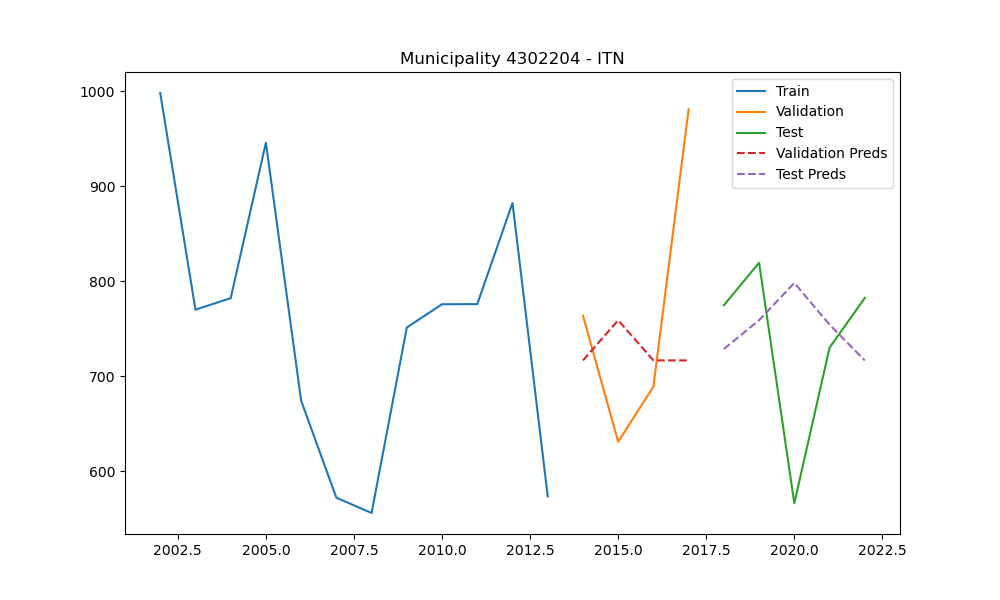 Municipality 4302204 - ITN
1000
900
800
700
600
Train
Validation
Test
Validation Preds
Test Preds
2002.5 2005.0 2007.5 2010.0 2012.5 2015.0 2017.5 2020.0 2022.5